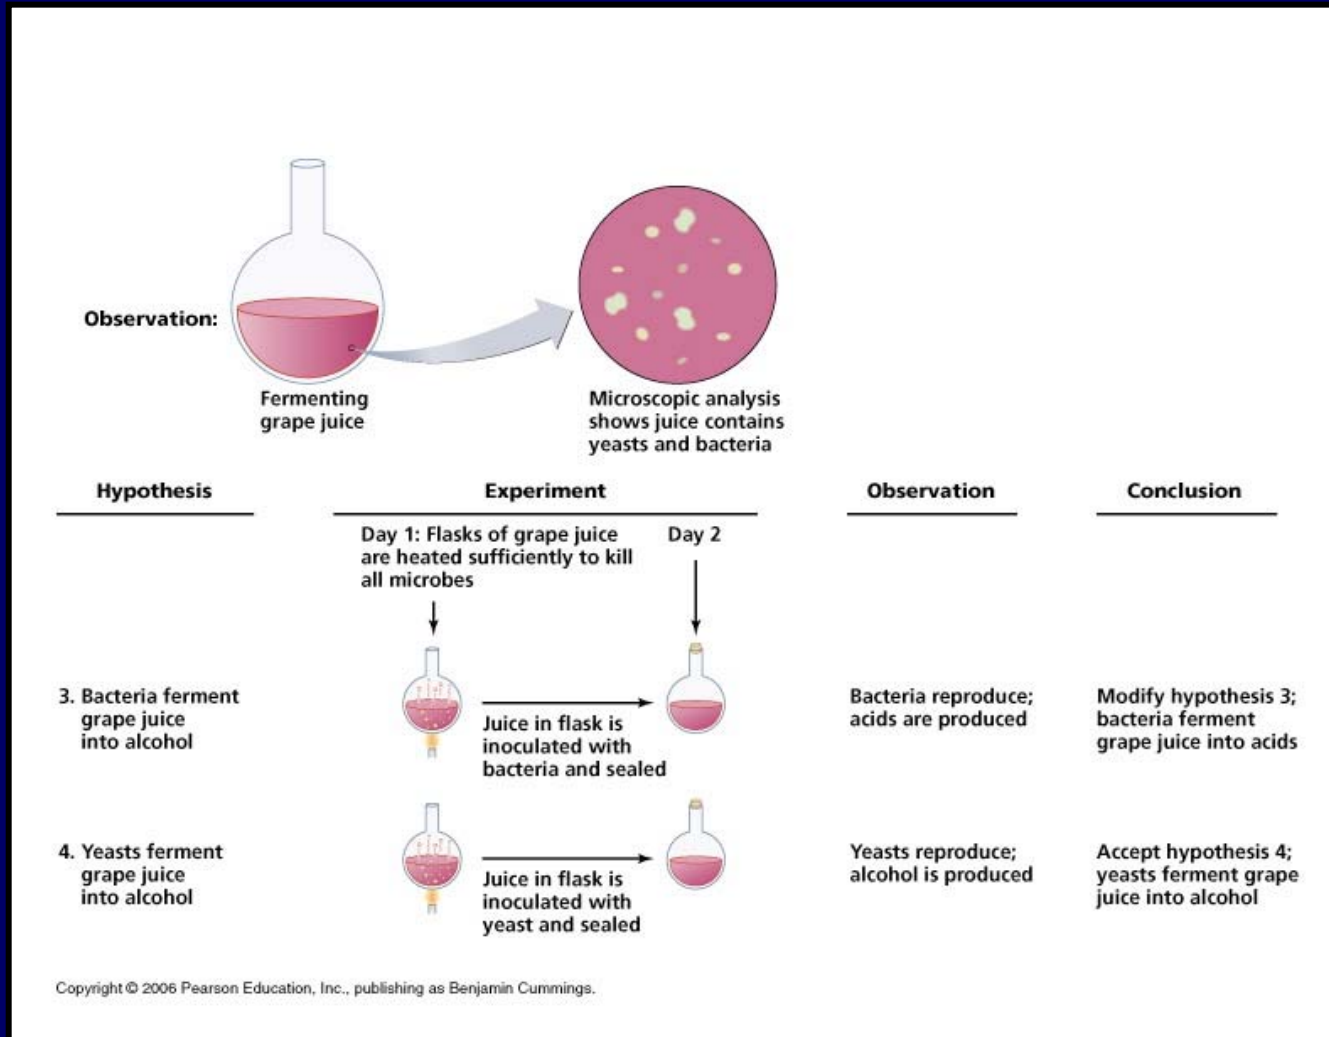 Observation:
Fermenting
grape juice
Microscopic analysis
shows juice contains
yeasts and bacteria
Hypothesis
Experiment
Observation
Conclusion
Day 1: Flasks of grape juice
are heated sufficiently to kill
all microbes
Day 2
3. Bacteria ferment
grape juice
into alcohol
Juice in flask is
inoculated with
bacteria and sealed
Bacteria reproduce;
acids are produced
Modify hypothesis 3;
bacteria ferment
grape juice into acids
4. Yeasts ferment
grape juice
into alcohol
Juice in flask is
inoculated with
yeast and sealed
Yeasts reproduce;
alcohol is produced
Accept hypothesis 4;
yeasts ferment grape
juice into alcohol
Copyright © 2006 Pearson Education, Inc., publishing as Benjamin Cummings.